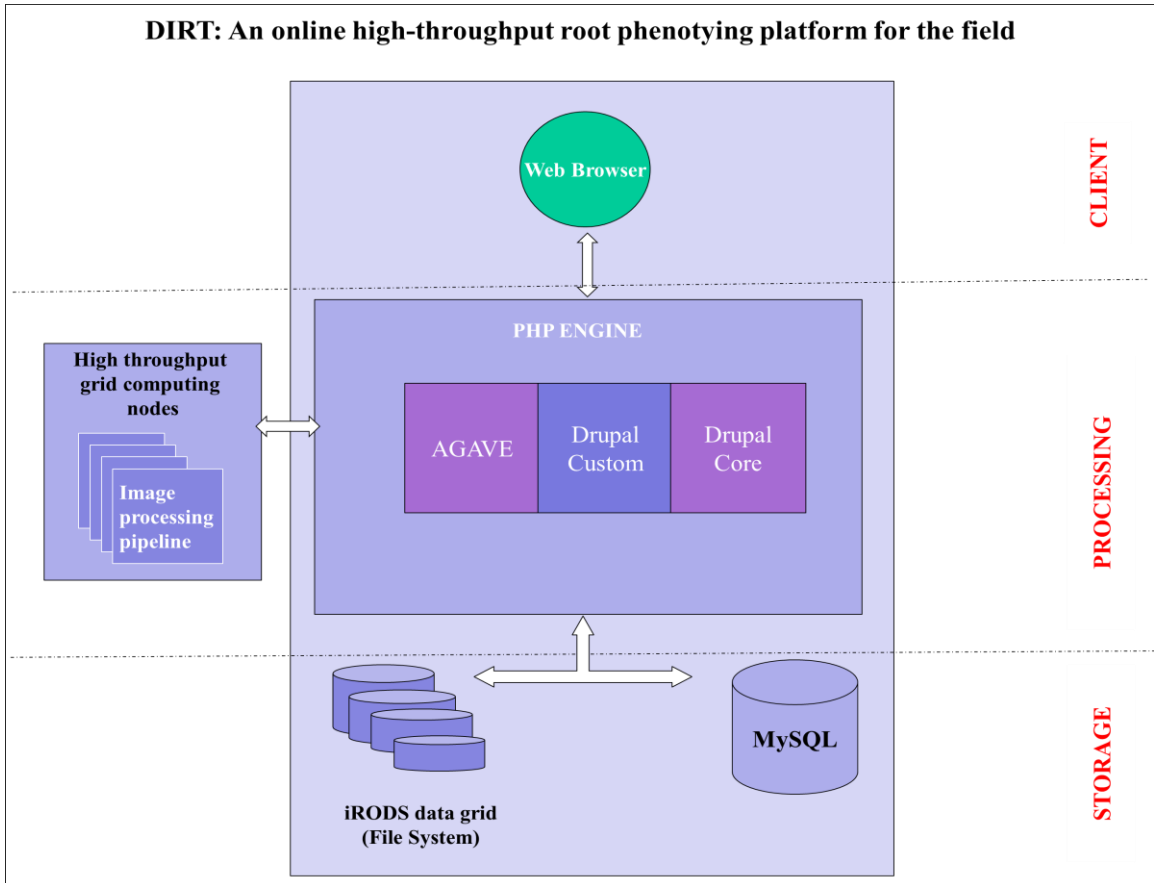 DIRT: An online high-throughput root phenotying platform for the field
Web Browser
CLIENT
PHP ENGINE
High throughput
grid computing
nodes
Image
processing
pipeline
AGAVE
Drupal
Custom
Drupal
Core
PROCESSING
MySQL
iRODS data grid
(File System)
STORAGE